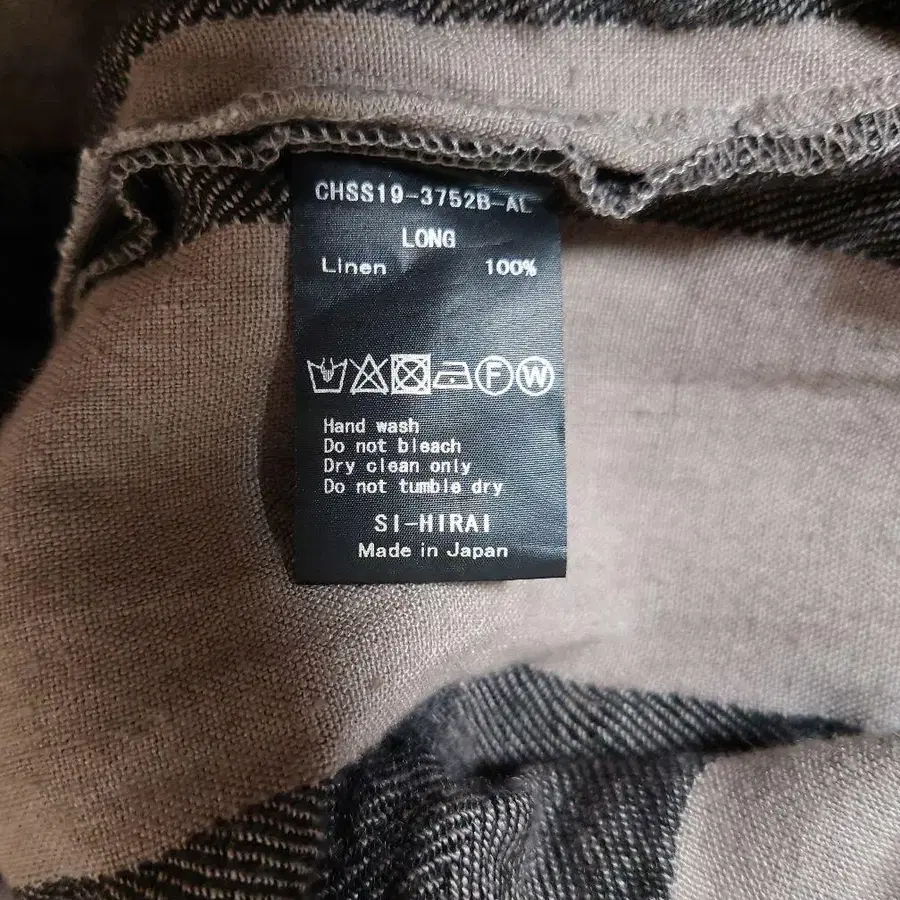 CHSS19-3752B-AL
LONG
Linen 100%
F W
Hand wash
Do not bleach
Dry clean only
Do not tumble dry
SI-HIRAI
Made in Japan